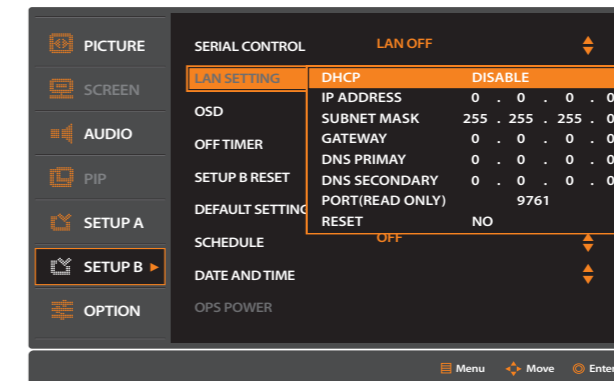 PICTURE
SCREEN
AUDIO
PIP
SETUP A
SETUP B
OPTION
SERIAL CONTROL LAN OFF
LAN SETTING
OSD
OFF TIMER
SETUP B RESET
DEFAULT SETTING
SCHEDULE OFF
DATE AND TIME
OPS POWER
DHCP DISABLE
IP ADDRESS 0 . 0 . 0 . 0
SUBNET MASK 255 . 255 . 255 . 0
GATEWAY 0 . 0 . 0 . 0
DNS PRIMAY 0 . 0 . 0 . 0
DNS SECONDARY 0 . 0 . 0 . 0
PORT(READ ONLY) 9761
RESET NO
Menu Move Enter